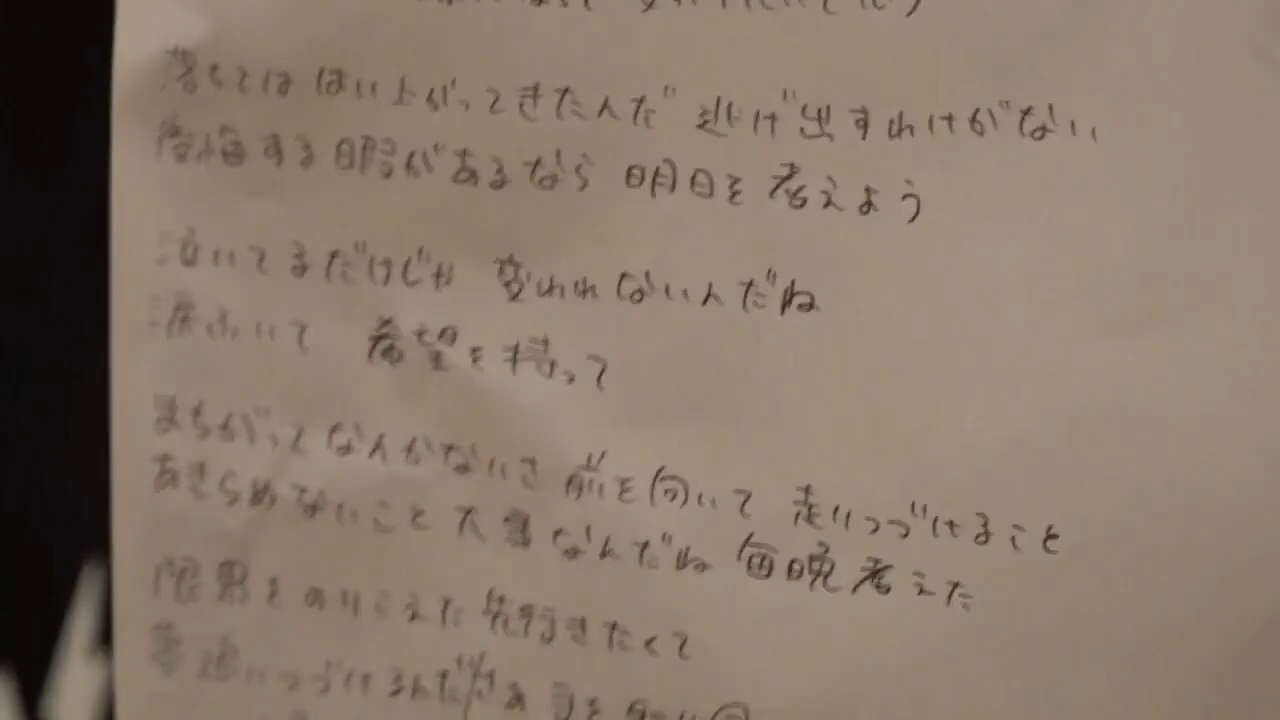 落ちては はい上がってきたんだ 逃げ出すわけがない
後悔する暇があるなら 明日を考えよう
泣いてるだけじゃ 変われないんだね
涙ふいて 希望を持って
まちがってなんかないさ 前を向いて 走りつづけること
あきらめないこと 大事なんだね 毎晩考えた
限界をのりこえた 先行きたくて